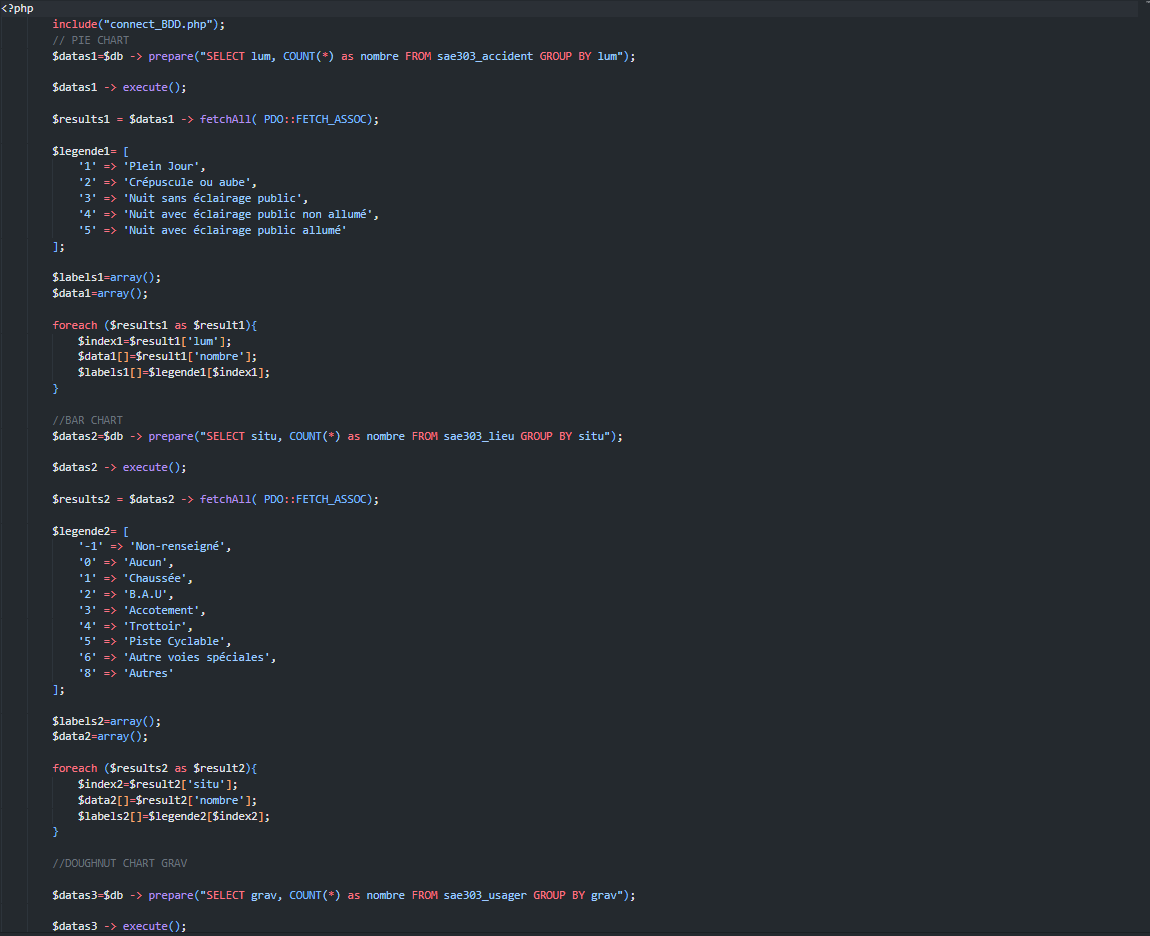 <?php
include("connect_BDD.php");
// PIE CHART
$datas1=$db -> prepare("SELECT lum, COUNT(*) as nombre FROM sae303_accident GROUP BY lum");
$datas1 -> execute();
$results1 = $datas1 -> fetchAll( PDO::FETCH_ASSOC);
$legende1= [
'1' => 'Plein Jour',
'2' => 'Crépuscule ou aube',
'3' => 'Nuit sans éclairage public',
'4' => 'Nuit avec éclairage public non allumé',
'5' => 'Nuit avec éclairage public allumé'
];
$labels1=array();
$data1=array();
foreach ($results1 as $result1){
$index1=$result1['lum'];
$data1[]=$result1['nombre'];
$labels1[]=$legende1[$index1];
}
//BAR CHART
$datas2=$db -> prepare("SELECT situ, COUNT(*) as nombre FROM sae303_lieu GROUP BY situ");
$datas2 -> execute();
$results2 = $datas2 -> fetchAll( PDO::FETCH_ASSOC);
$legende2= [
'-1' => 'Non-renseigné',
'0' => 'Aucun',
'1' => 'Chaussée',
'2' => 'B.A.U',
'3' => 'Accotement',
'4' => 'Trottoir',
'5' => 'Piste Cyclable',
'6' => 'Autre voies spéciales',
'8' => 'Autres'
];
$labels2=array();
$data2=array();
foreach ($results2 as $result2){
$index2=$result2['situ'];
$data2[]=$result2['nombre'];
$labels2[]=$legende2[$index2];
}
//DOUGHNUT CHART GRAV
$datas3=$db -> prepare("SELECT grav, COUNT(*) as nombre FROM sae303_usager GROUP BY grav");
$datas3 -> execute();